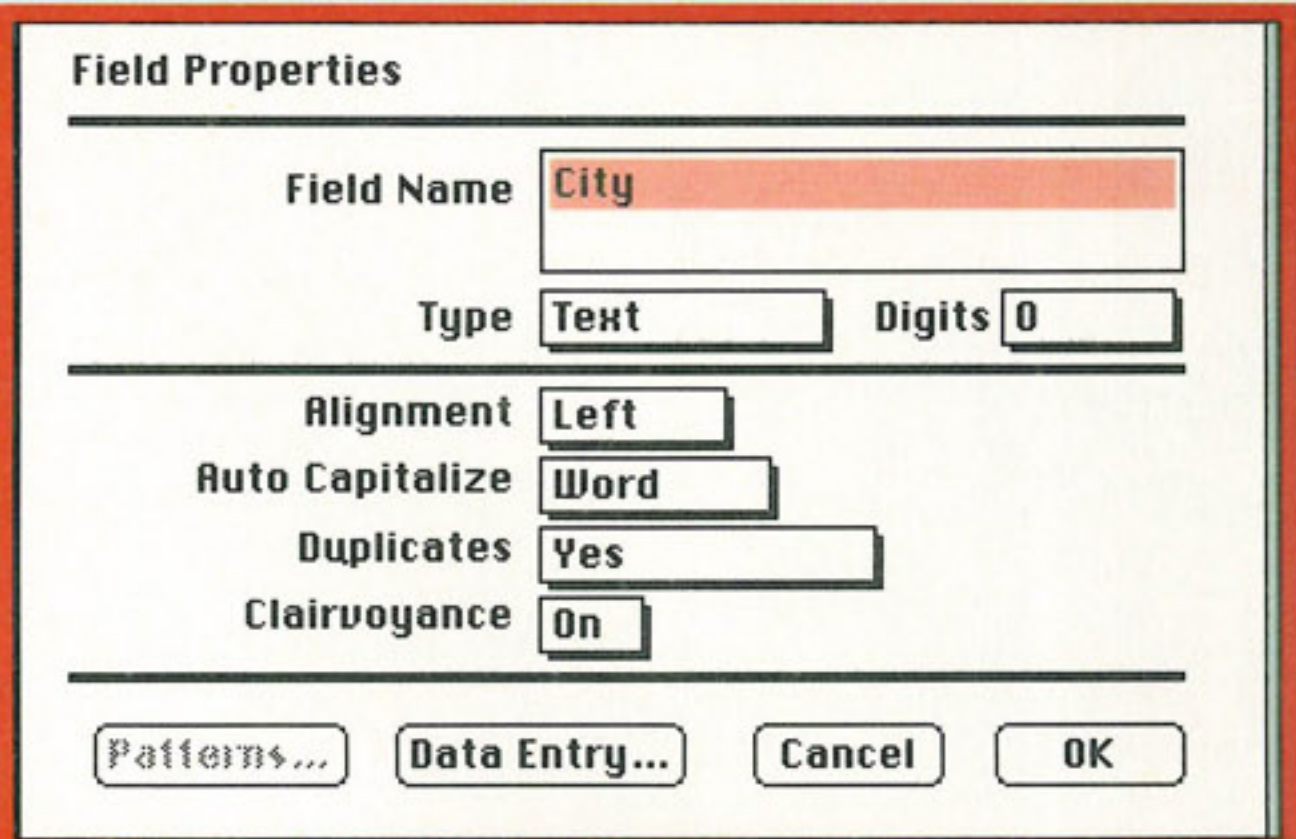 Field Properties
Field Name City
Type Text Digits 0
Alignment Left
Auto Capitalize Word
Duplicates Yes
Clairvoyance On
Patterns... Data Entry... Cancel OK